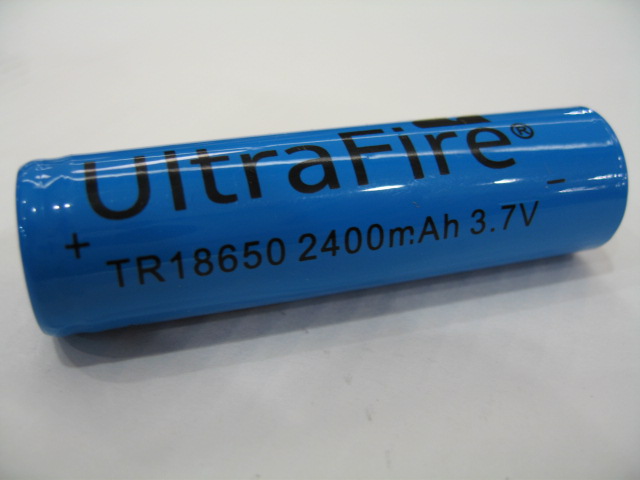 UltraFire®
+ -
TR18650 2400mAh 3.7V